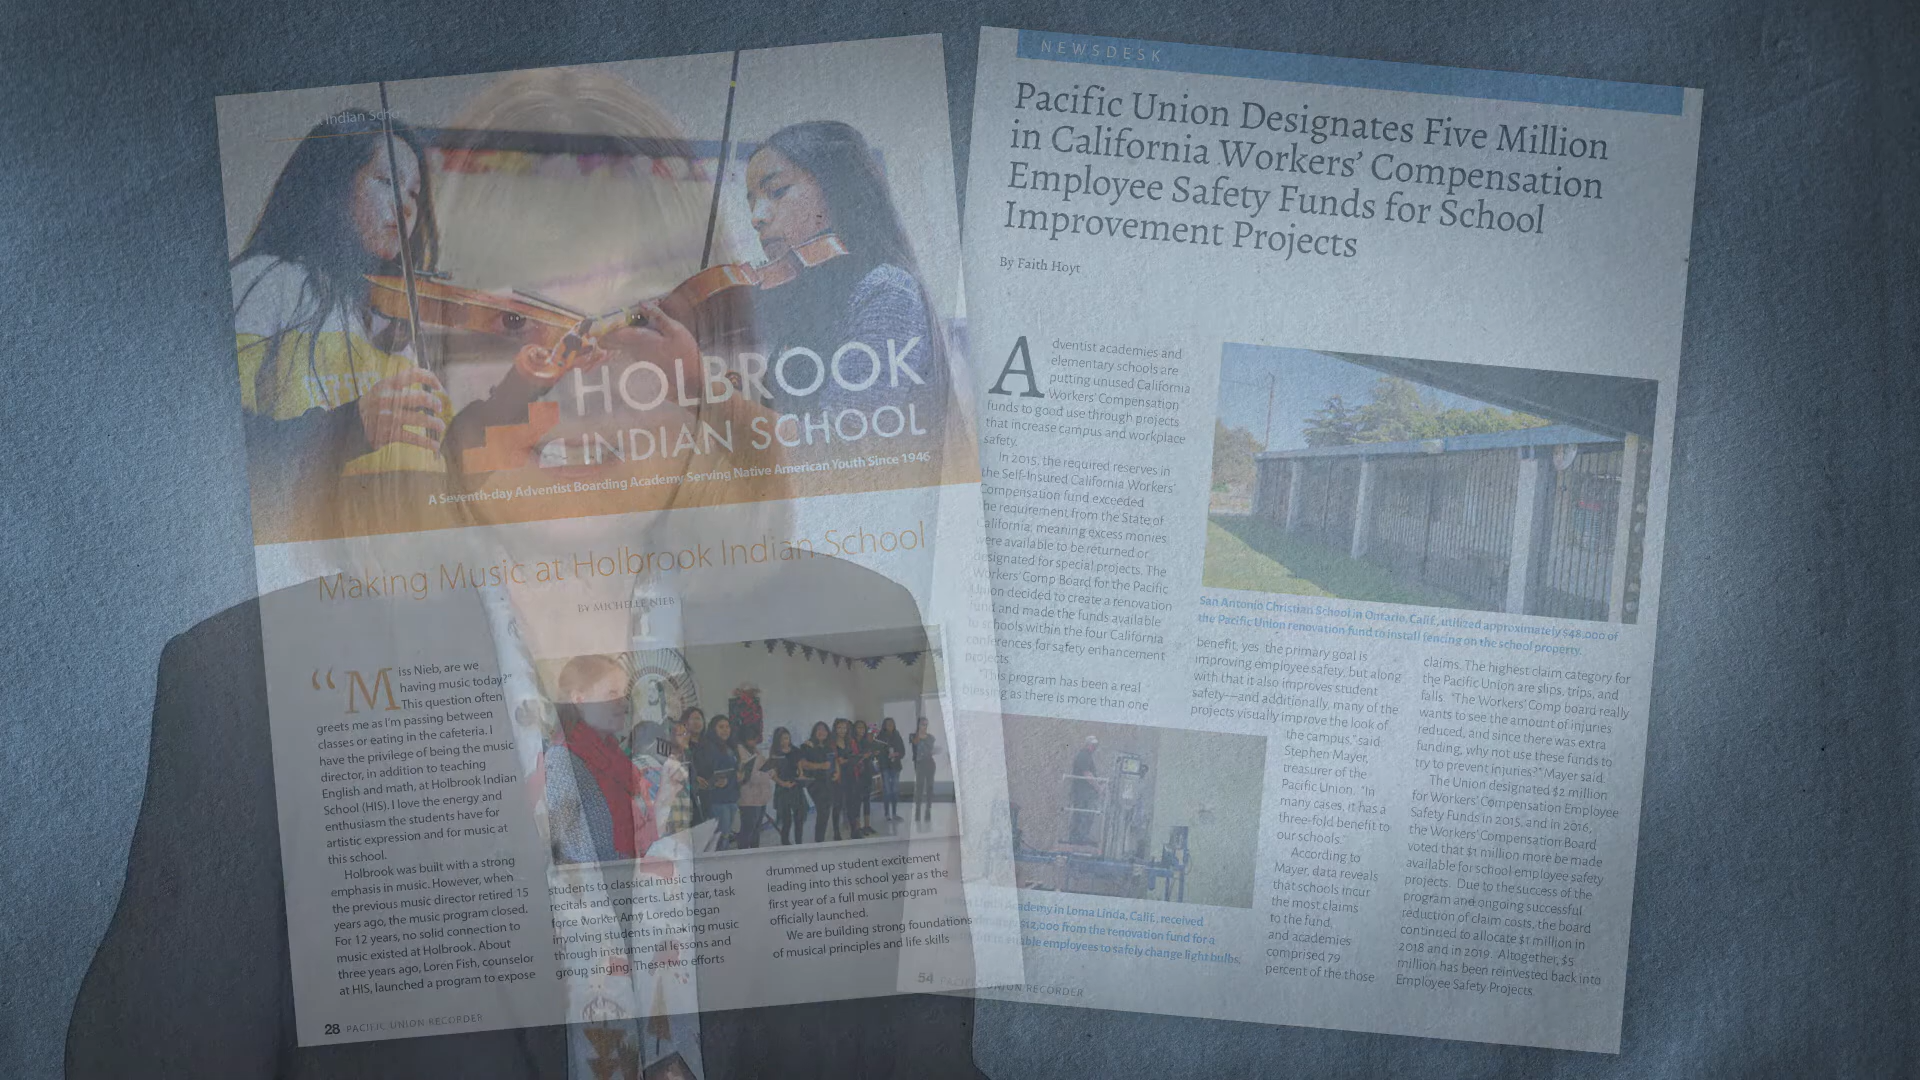 Indian Scho
HOLBROOK
INDIAN SCHOOL
A Seventh-day Adventist Boarding Academy Serving Native American Youth Since 1946
Making Music at Holbrook Indian School
BY MICHELLE NIEB
“Miss Nieb, are we
having music today?”
This question often
greets me as I’m passing between
classes or eating in the cafeteria. I
have the privilege of being the music
director, in addition to teaching
English and math, at Holbrook Indian
School (HIS). I love the energy and
enthusiasm the students have for
artistic expression and for music at
this school.
Holbrook was built with a strong
emphasis in music. However, when
the previous music director retired 15
years ago, the music program closed.
For 12 years, no solid connection to
music existed at Holbrook. About
three years ago, Loren Fish, counselor
at HIS, launched a program to expose
students to classical music through
recitals and concerts. Last year, task
force worker Amy Loredo began
involving students in making music
through instrumental lessons and
group singing. These two efforts
drummed up student excitement
leading into this school year as the
first year of a full music program
officially launched.
We are building strong foundations
of musical principles and life skills
28 PACIFIC UNION RECORDER
NEWSDESK
Pacific Union Designates Five Million
in California Workers’ Compensation
Employee Safety Funds for School
Improvement Projects
By Faith Hoyt
Adventist academies and
elementary schools are
putting unused California
Workers’ Compensation
funds to good use through projects
that increase campus and workplace
safety.
In 2015, the required reserves in
the Self-Insured California Workers’
Compensation fund exceeded
the requirement from the State of
California, meaning excess monies
were available to be returned or
designated for special projects. The
Workers’ Comp Board for the Pacific
Union decided to create a renovation
fund and made the funds available
to schools within the four California
conferences for safety enhancement
projects.
“This program has been a real
blessing as there is more than one
San Antonio Christian School in Ontario, Calif., utilized approximately $48,000 of
the Pacific Union renovation fund to install fencing on the school property.
benefit, yes the primary goal is
improving employee safety, but along
with that it also improves student
safety—and additionally, many of the
projects visually improve the look of
the campus,” said
Stephen Mayer,
treasurer of the
Pacific Union. “In
many cases, it has a
three-fold benefit to
our schools.”
According to
Mayer, data reveals
that schools incur
the most claims
to the fund,
and academies
comprised 79
percent of the those
claims. The highest claim category for
the Pacific Union are slips, trips, and
falls. “The Workers’ Comp board really
wants to see the amount of injuries
reduced, and since there was extra
funding, why not use these funds to
try to prevent injuries?” Mayer said.
The Union designated $2 million
for Workers’ Compensation Employee
Safety Funds in 2015, and in 2016,
the Workers’ Compensation Board
voted that $1 million more be made
available for school employee safety
projects. Due to the success of the
program and ongoing successful
reduction of claim costs, the board
continued to allocate $1 million in
2018 and in 2019. Altogether, $5
million has been reinvested back into
Employee Safety Projects.
Academy in Loma Linda, Calif., received
$12,000 from the renovation fund for a
enable employees to safely change light bulbs.
54 PACIFIC UNION RECORDER